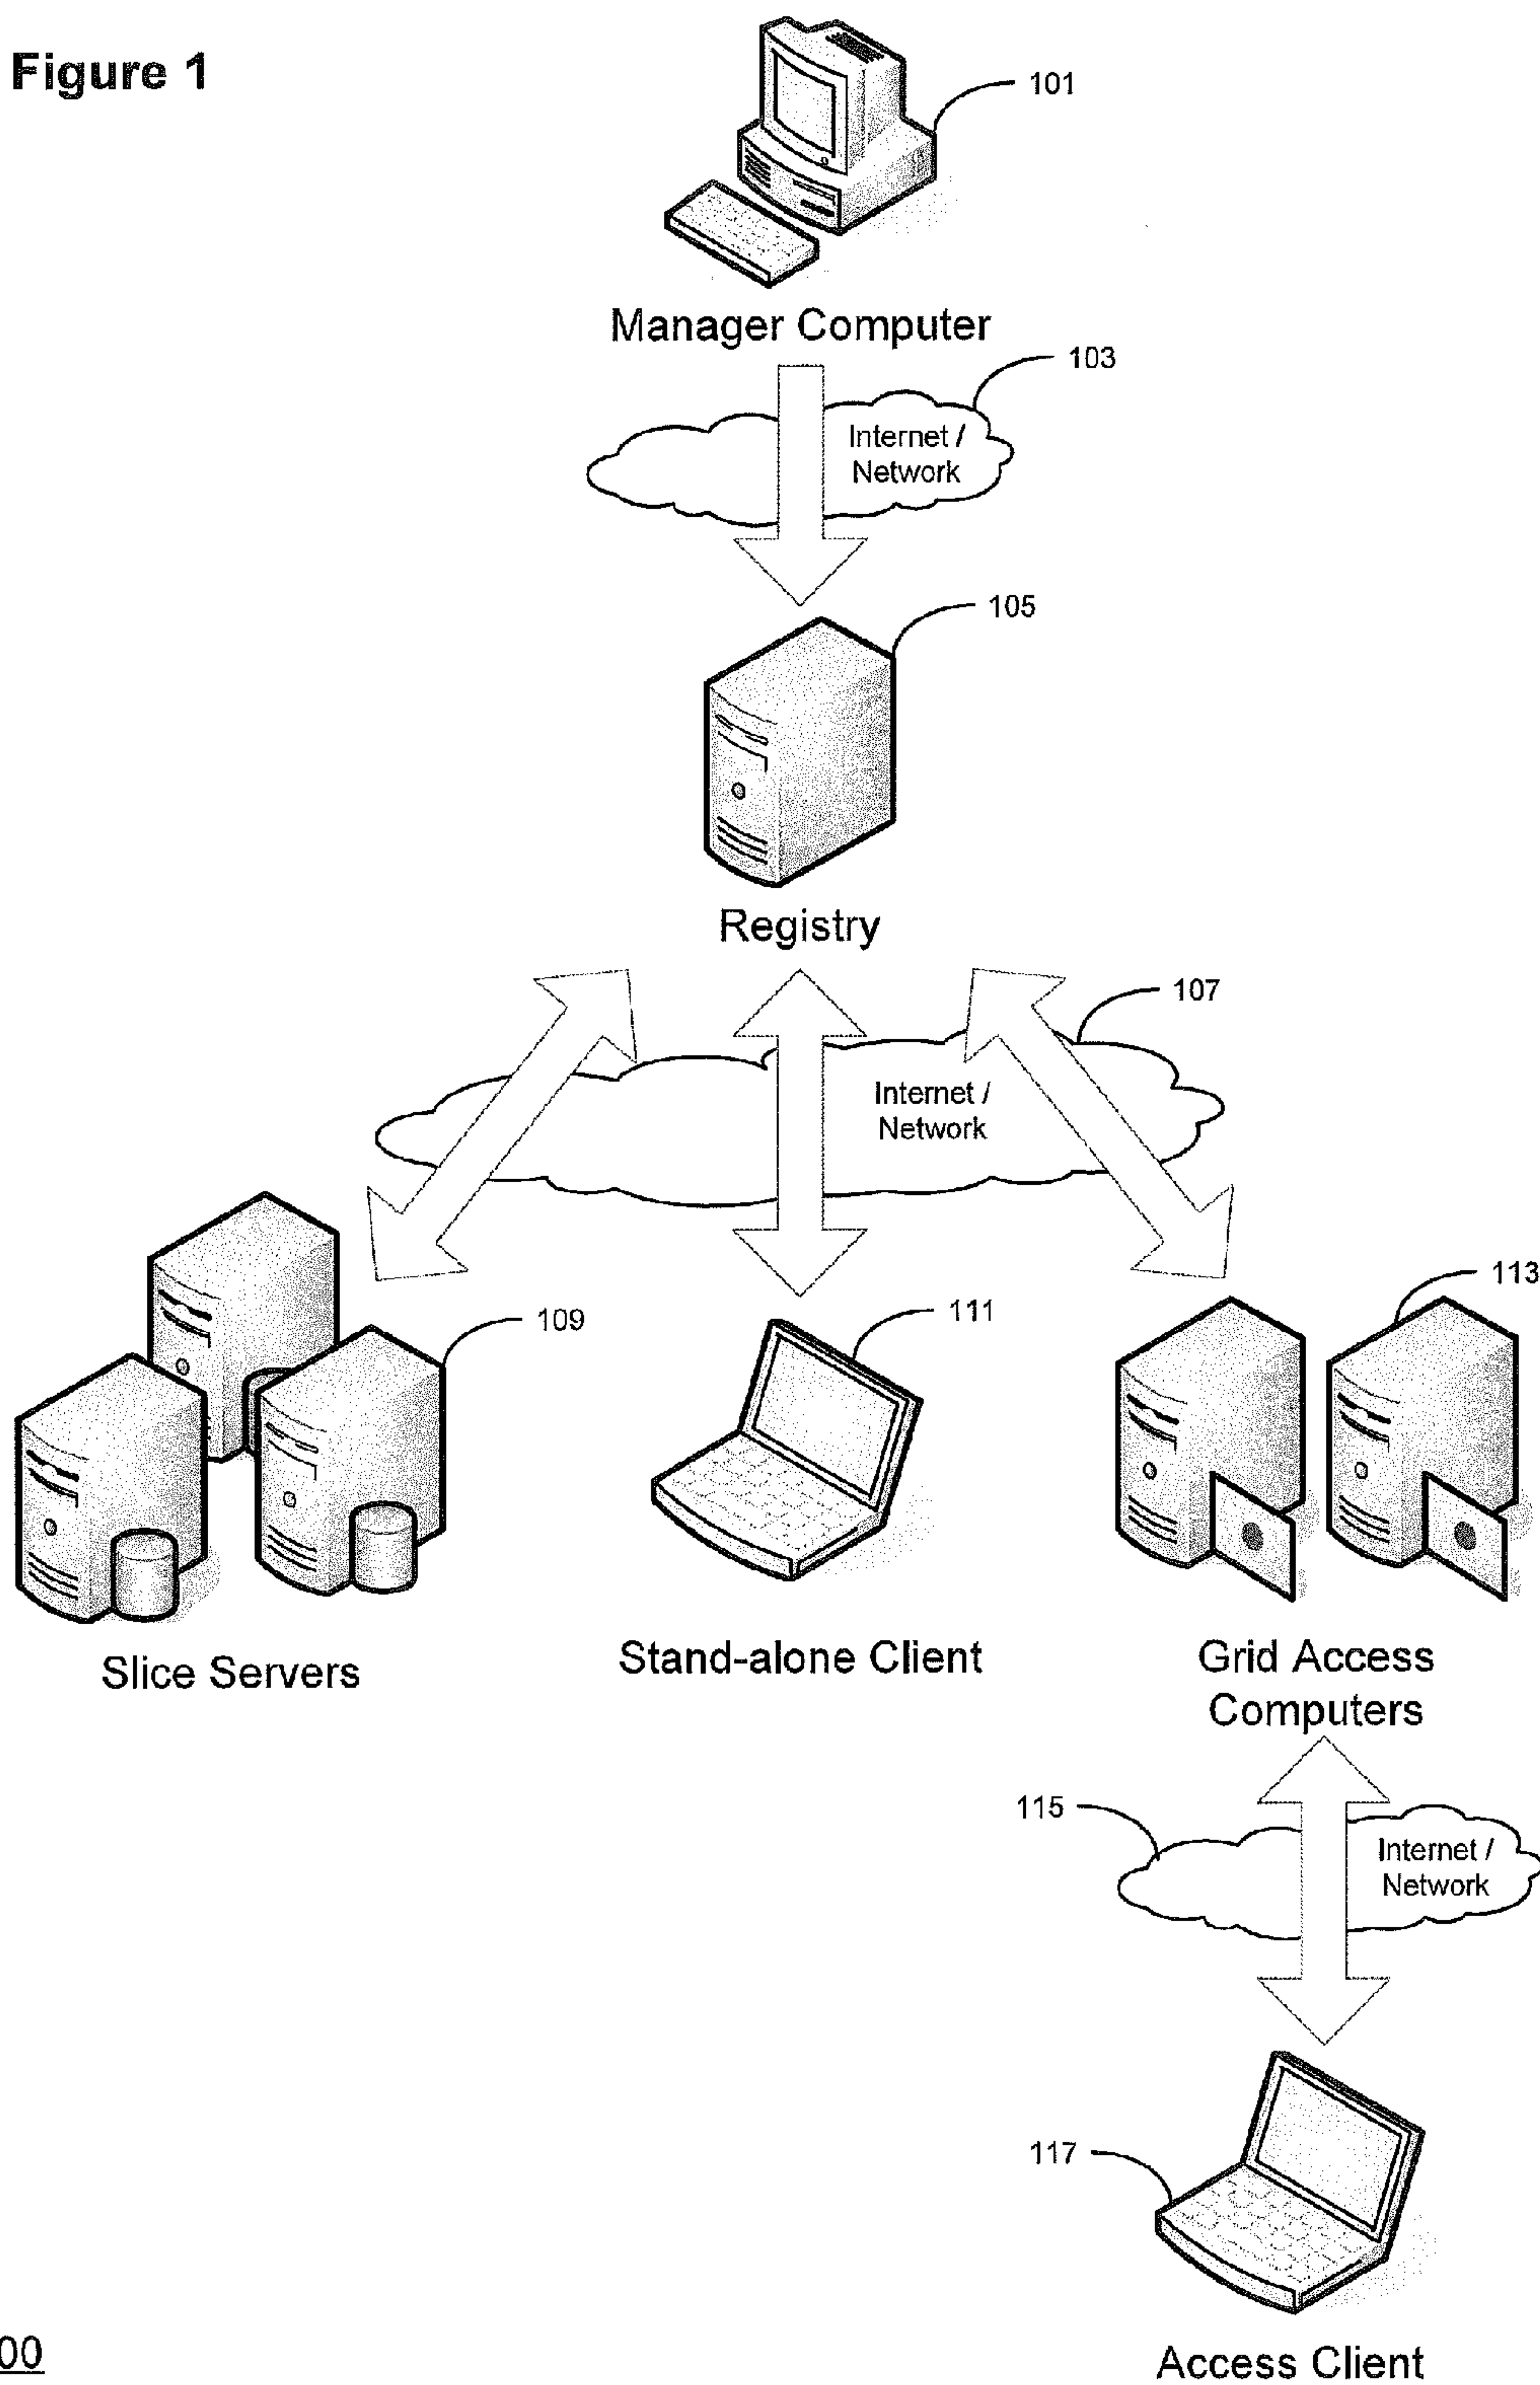 Figure 1
101
Manager Computer
103
Internet /
Network
105
Registry
107
Internet /
Network
109
111
113
Slice Servers
Stand-alone Client
Grid Access
Computers
115
Internet /
Network
117
Access Client
00